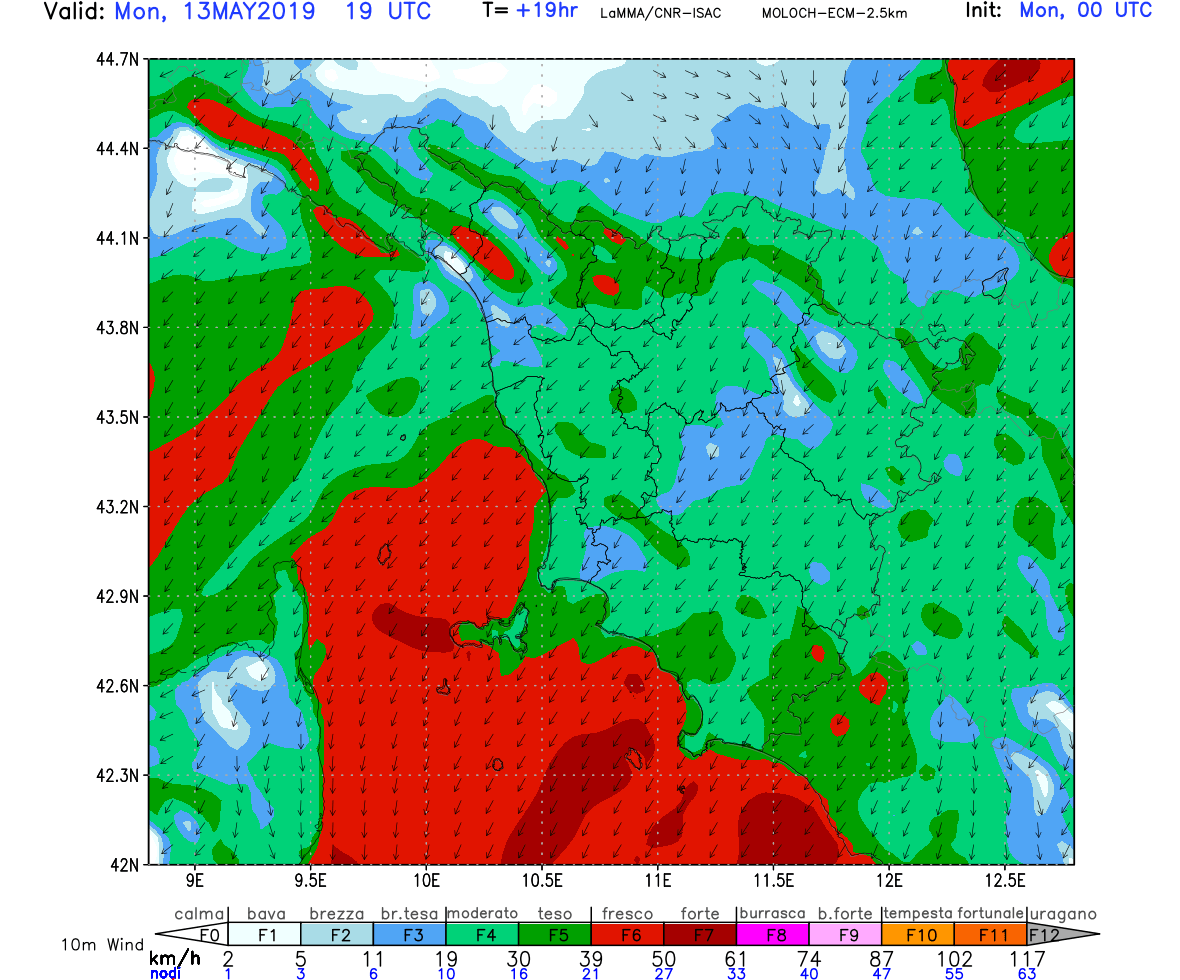 Valid: Mon, 13MAY2019 19 UTC T= +19hr LaMMA/CNR-ISAC MOLOCH-ECM-2.5km Init: Mon, 00 UTC
44.7N
44.4N
44.1N
43.8N
43.5N
43.2N
42.9N
42.6N
42.3N
42N
9E 9.5E 10E 10.5E 11E 11.5E 12E 12.5E
calma bava brezza br.tesa moderato teso fresco forte burrasca b.forte tempesta fortunale uragano
10m Wind F0 F1 F2 F3 F4 F5 F6 F7 F8 F9 F10 F11 F12
km/h 2 5 11 19 30 39 50 61 74 87 102 117
nodi 1 3 6 10 16 21 27 33 40 47 55 63